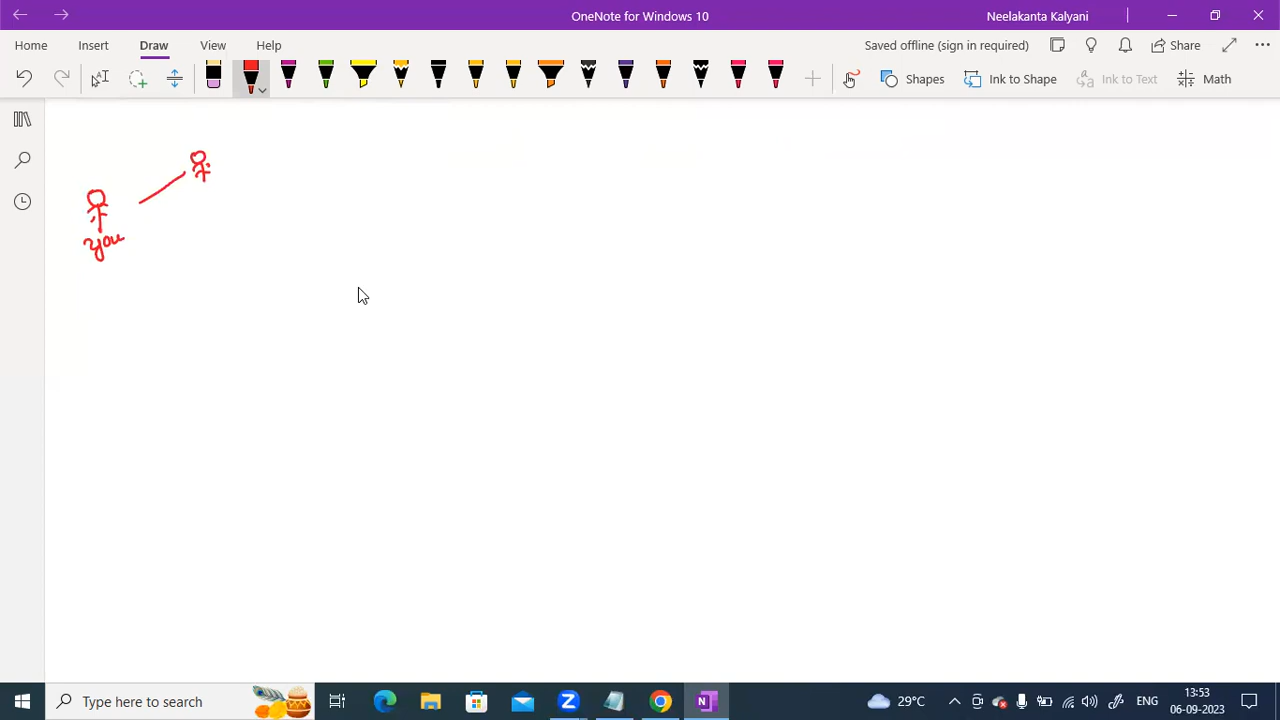 OneNote for Windows 10
Neelakanta Kalyani
Home Insert Draw View Help
Saved offline (sign in required)
Share
Shapes
Ink to Shape
Ink to Text
Math
you
Type here to search
29°C
ENG
13:53
06-09-2023